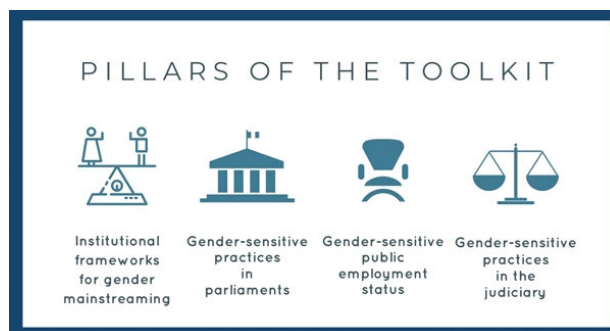 PILLARS OF THE TOOLKIT
Institutional
frameworks
for gender
mainstreaming
Gender-sensitive
practices
in
parliaments
Gender-sensitive
public
employment
status
Gender-sensitive
practices
in the
judiciary